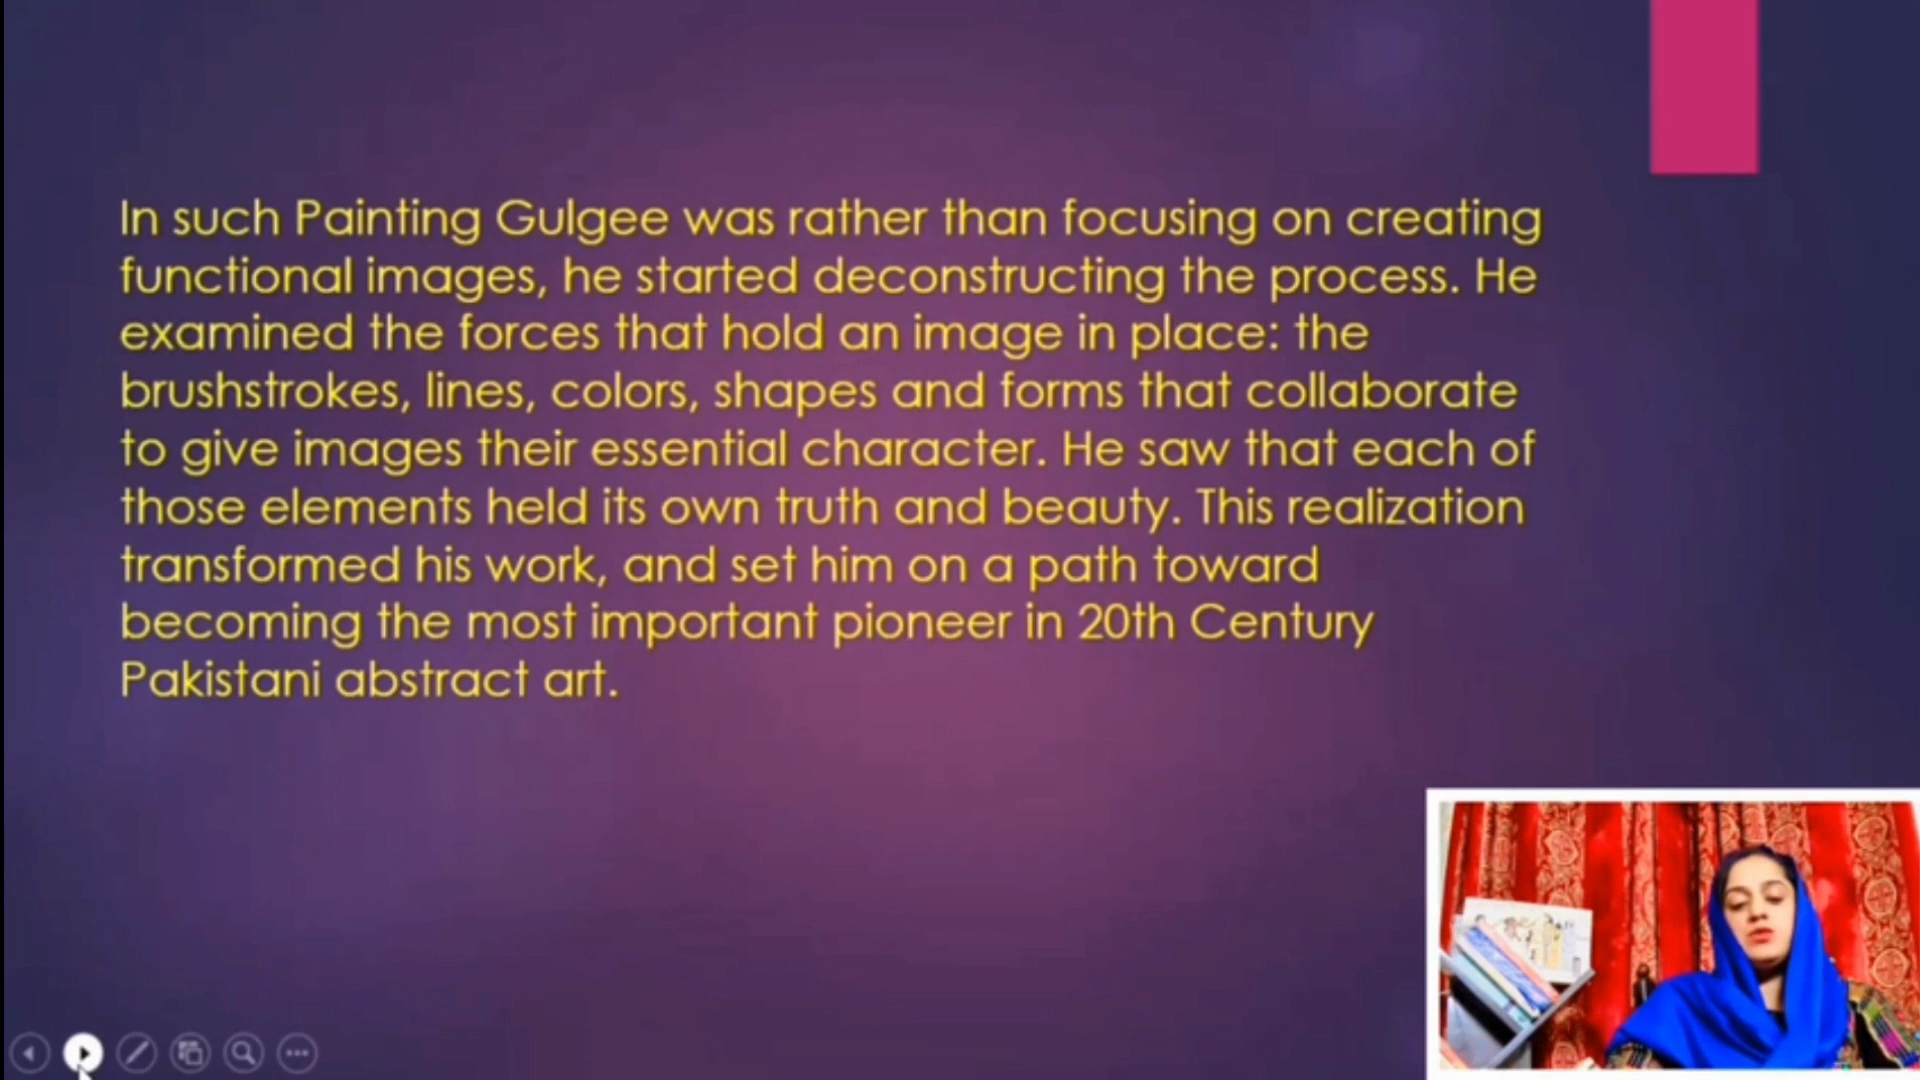 In such Painting Gulgee was rather than focusing on creating
functional images, he started deconstructing the process. He
examined the forces that hold an image in place: the
brushstrokes, lines, colors, shapes and forms that collaborate
to give images their essential character. He saw that each of
those elements held its own truth and beauty. This realization
transformed his work, and set him on a path toward
becoming the most important pioneer in 20th Century
Pakistani abstract art.